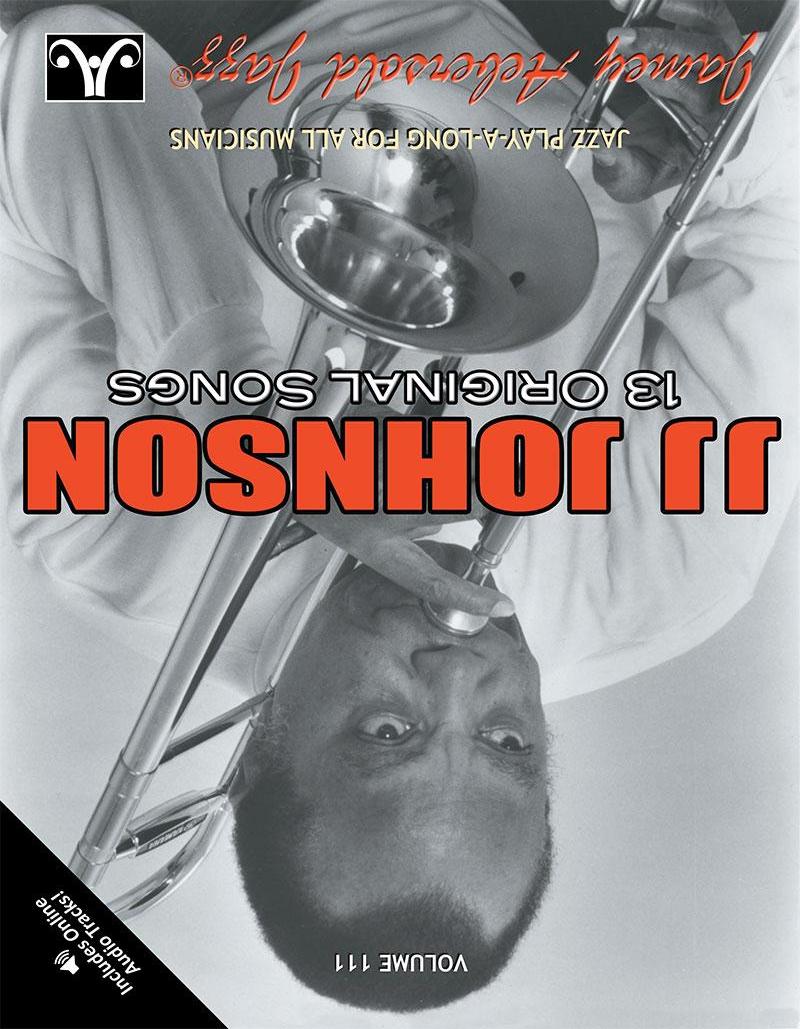 Includes Online
Audio Tracks!
VOLUME 111
YAMAHA
JJ JOHNSON
13 ORIGINAL SONGS
JAZZ PLAY-A-LONG FOR ALL MUSICIANS
Jamey Aebersold Jazz®